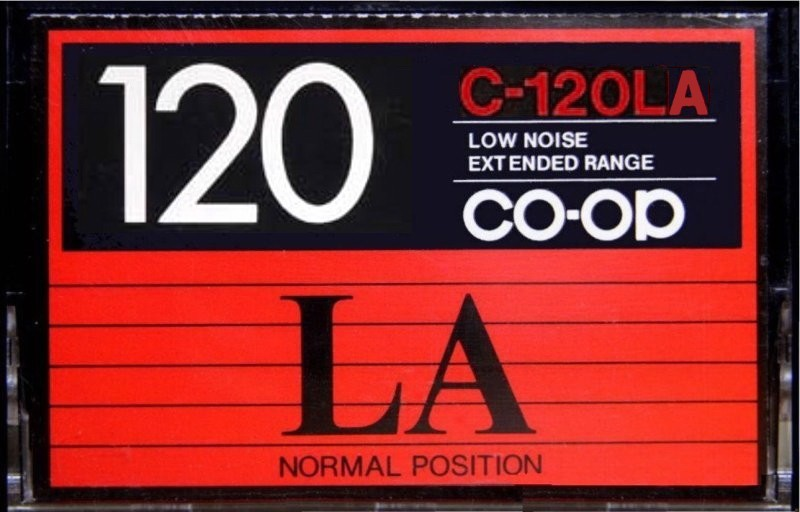 120
C-120LA
LOW NOISE
EXTENDED RANGE
CO-OP
LA
NORMAL POSITION